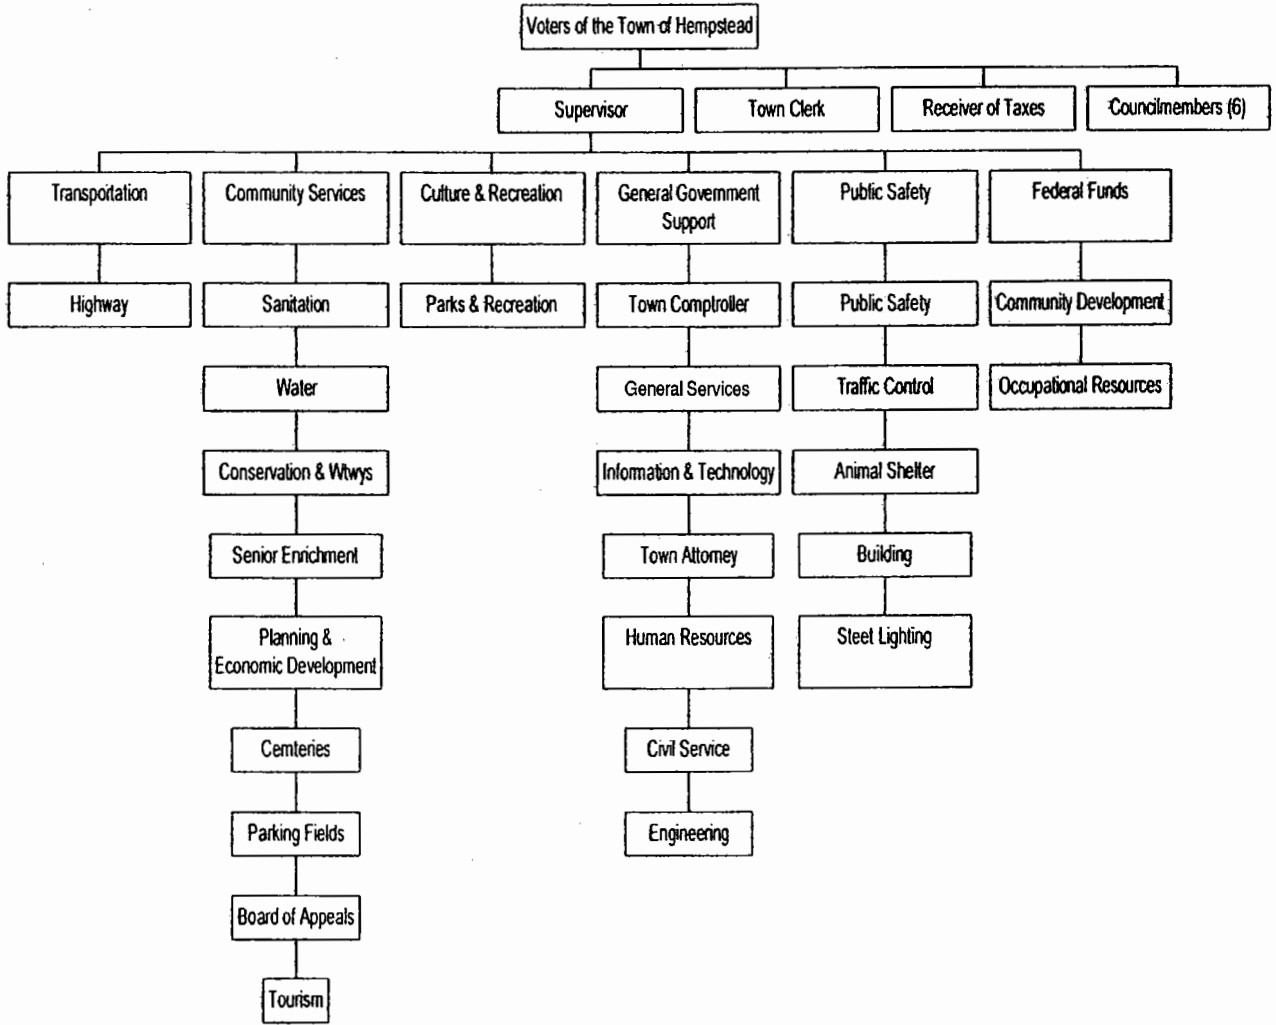 Voters of the Town of Hempstead
Supervisor
Town Clerk
Receiver of Taxes
Councilmembers (6)
Transportation
Community Services
Culture & Recreation
General Government
Support
Public Safety
Federal Funds
Highway
Sanitation
Parks & Recreation
Town Comptroller
Public Safety
Community Development
Water
General Services
Traffic Control
Occupational Resources
Conservation & Wtwys
Information & Technology
Animal Shelter
Senior Enrichment
Town Attorney
Building
Planning &
Economic Development
Human Resources
Steet Lighting
Cemteries
Civil Service
Parking Fields
Engineering
Board of Appeals
Tourism